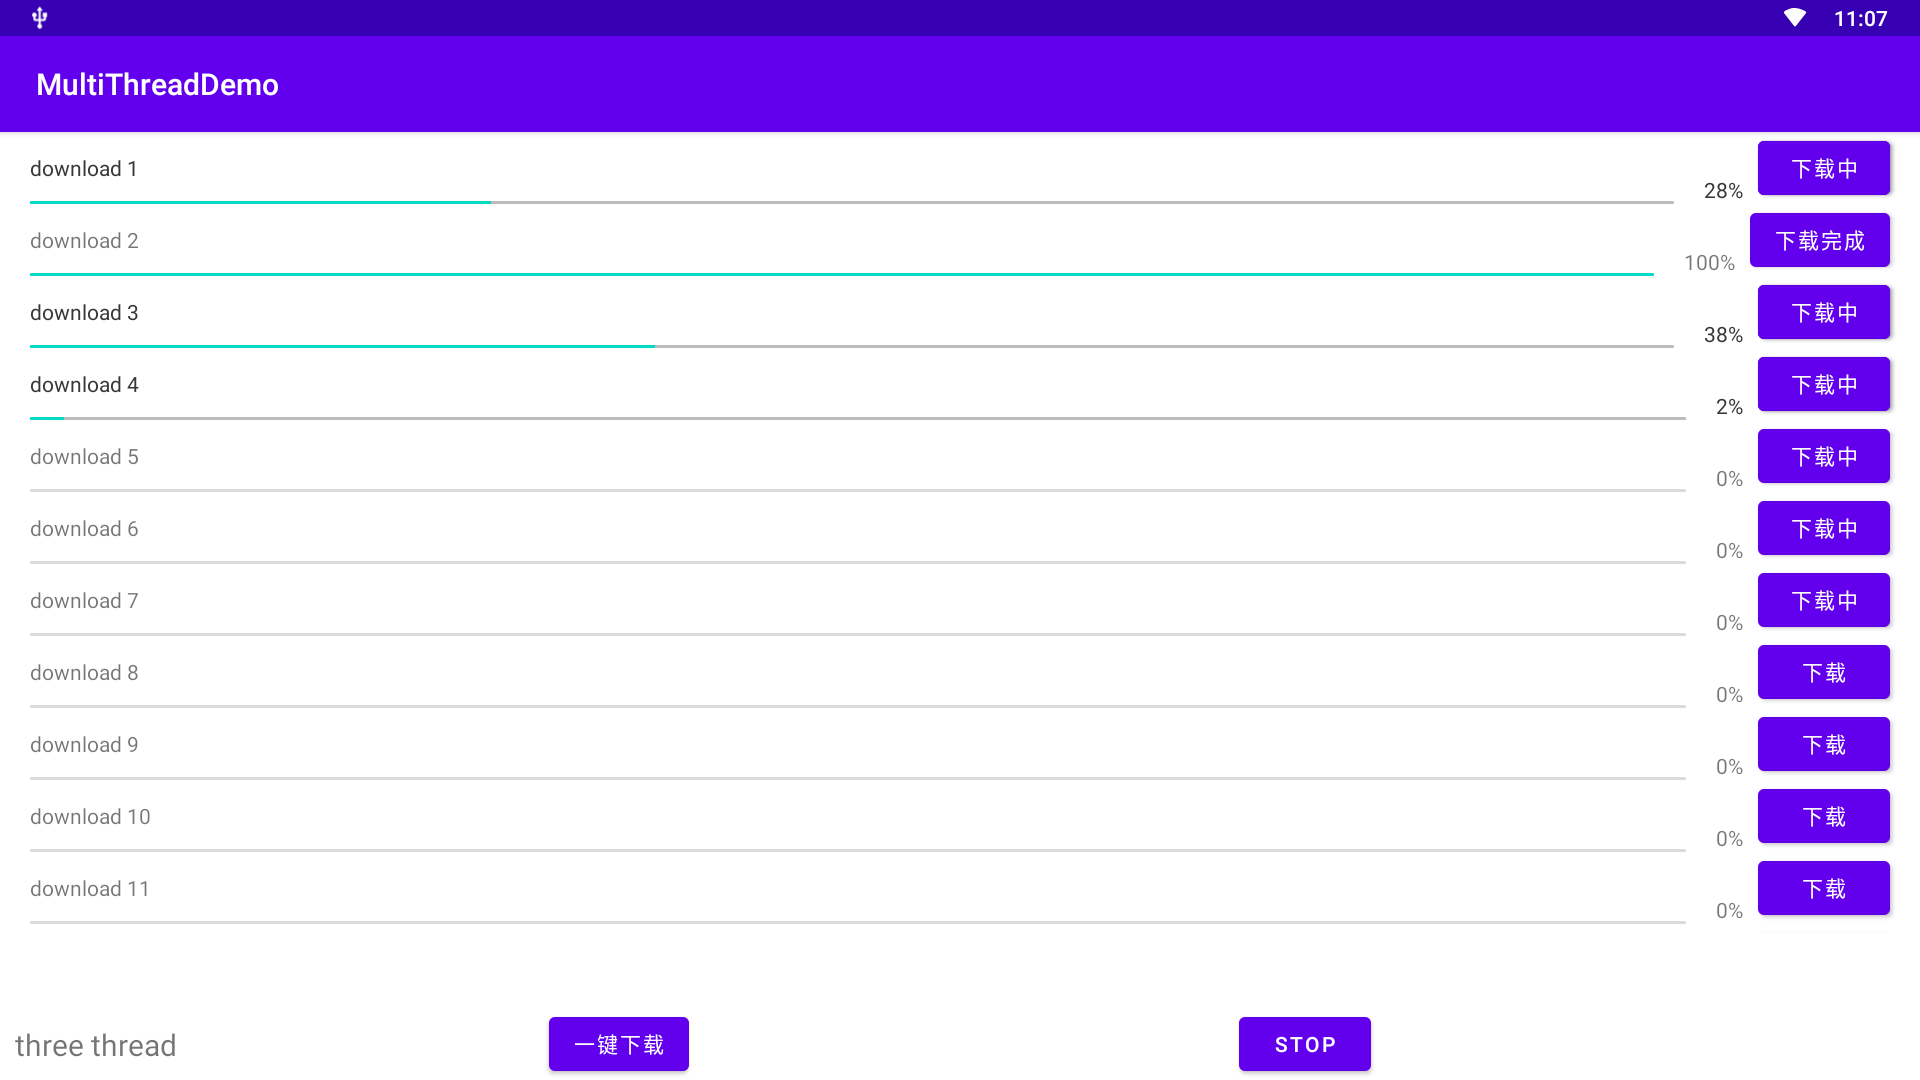 11:07
MultiThreadDemo
download 1
28%
下载中
download 2
100%
下载完成
download 3
38%
下载中
download 4
2%
下载中
download 5
0%
下载中
download 6
0%
下载中
download 7
0%
下载中
download 8
0%
下载
download 9
0%
下载
download 10
0%
下载
download 11
0%
下载
three thread
一键下载
STOP